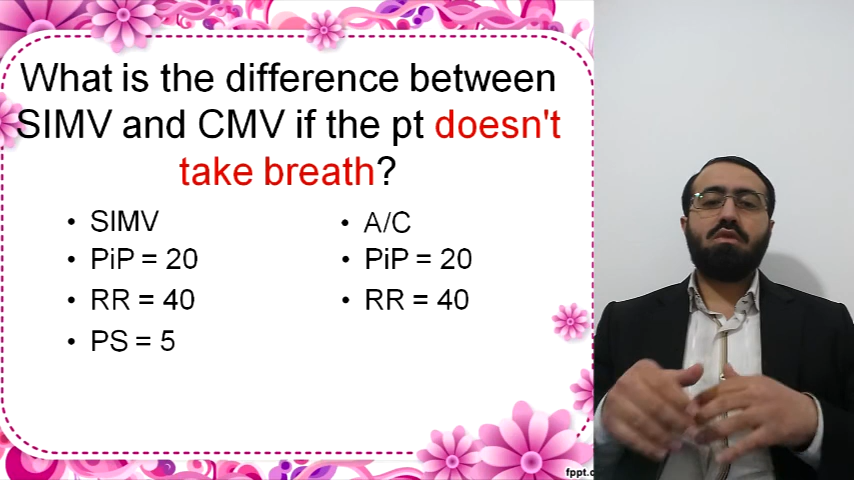 What is the difference between
SIMV and CMV if the pt doesn't
take breath?
• SIMV
• PiP = 20
• RR = 40
• PS = 5
• A/C
• PiP = 20
• RR = 40